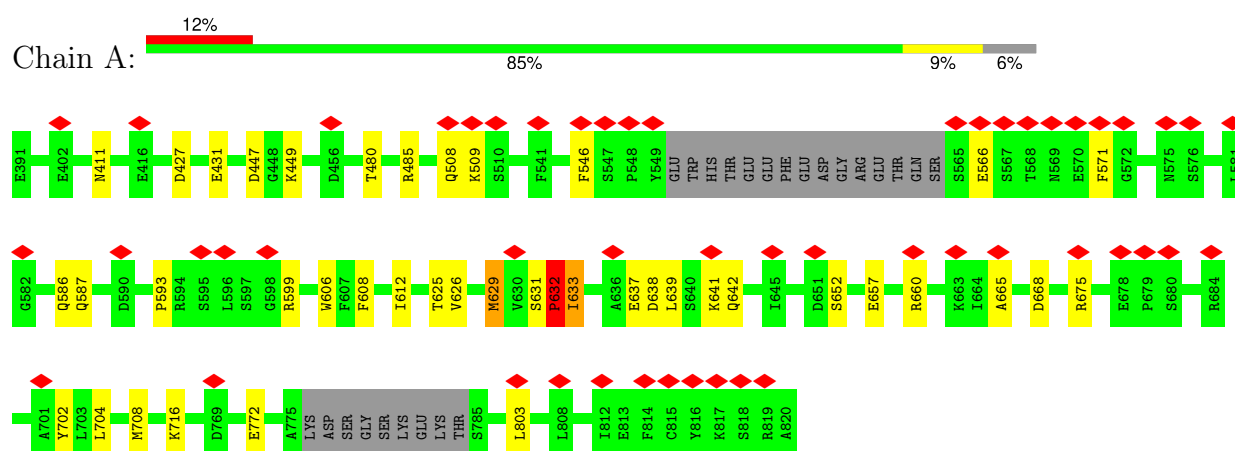 12%
Chain A:
85% 9% 6%
E391 E402 N411 E416 D427 E431 D447 G448 K449 D456 T480 R485 Q508 K509 S510 F541 F546 S547 P548 Y549 GLU TRP HIS THR GLU GLU PHE GLU ASP GLY ARG GLU THR GLN SER S565 E566 S567 T568 N569 E570 F571 G572 N575 S576
G582 Q586 Q587 D590 P593 R594 S595 L596 S597 G598 R599 W606 F607 F608 I612 T625 V626 M629 V630 S631 P632 I633 A636 E637 D638 L639 S640 K641 Q642 I645 D651 S652 E657 R660 K663 I664 A665 D668 R675 E678 P679 S680 R684
A701 Y702 L703 L704 M708 K716 D769 E772 A775 LYS ASP SER GLY SER LYS GLU LYS THR S785 L803 L808 I812 E813 F814 C815 Y816 K817 S818 R819 A820